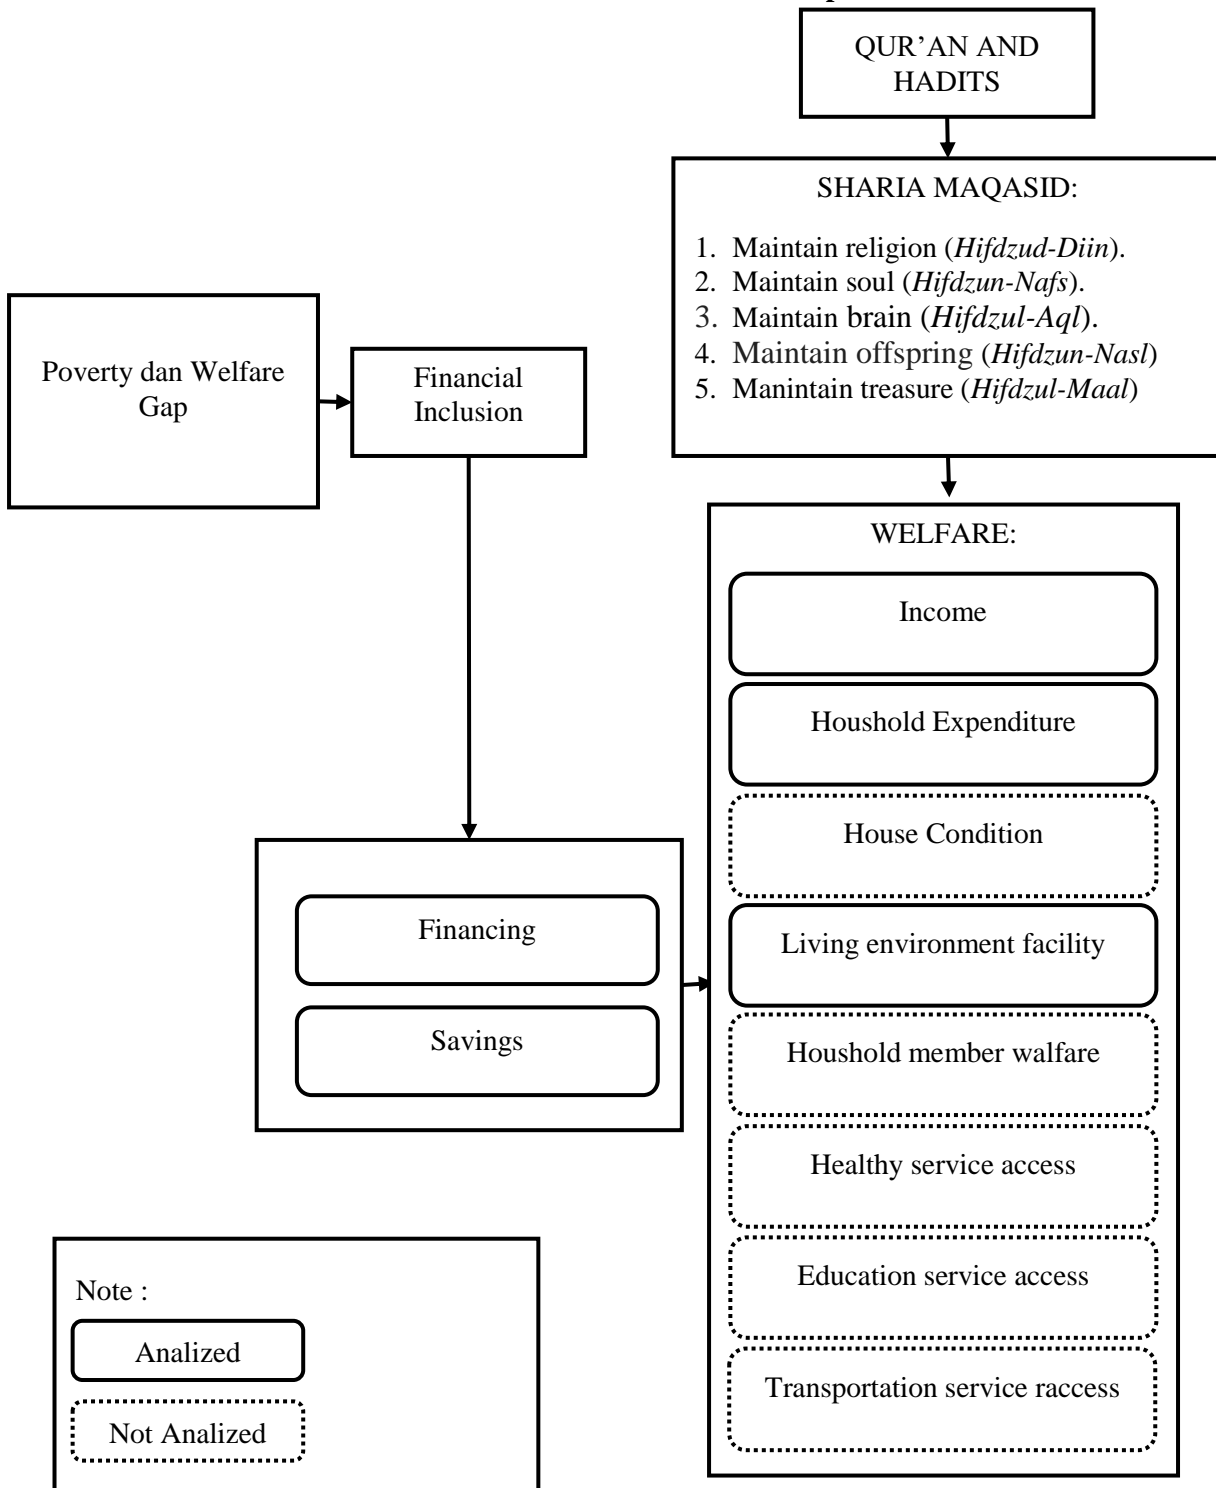 QUR’AN AND
HADITS
SHARIA MAQASID:
1. Maintain religion (Hifdzud-Diin).
2. Maintain soul (Hifdzun-Nafs).
3. Maintain brain (Hifdzul-Aql).
4. Maintain offspring (Hifdzun-Nasl)
5. Manintain treasure (Hifdzul-Maal)
Poverty dan Welfare
Gap
Financial
Inclusion
WELFARE:
Income
Houshold Expenditure
House Condition
Living environment facility
Houshold member walfare
Healthy service access
Education service access
Transportation service raccess
Financing
Savings
Note :
Analized
Not Analized